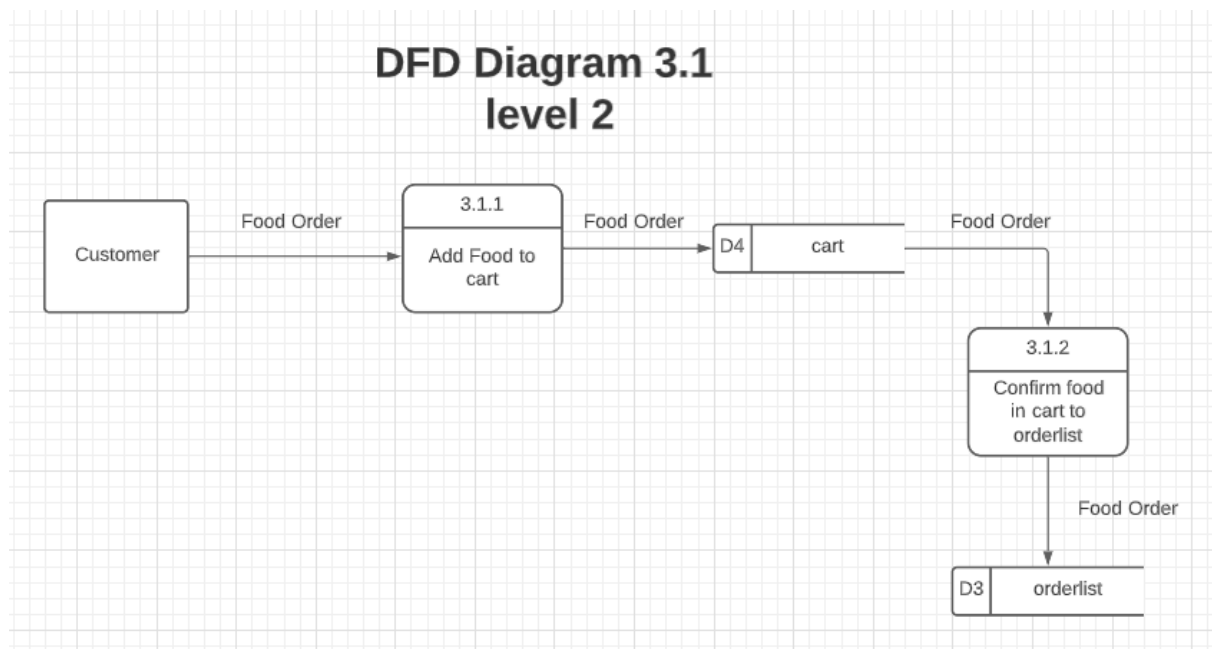 DFD Diagram 3.1
level 2
Customer
Food Order
3.1.1
Add Food to
cart
Food Order
D4
cart
Food Order
3.1.2
Confirm food
in cart to
orderlist
Food Order
D3
orderlist